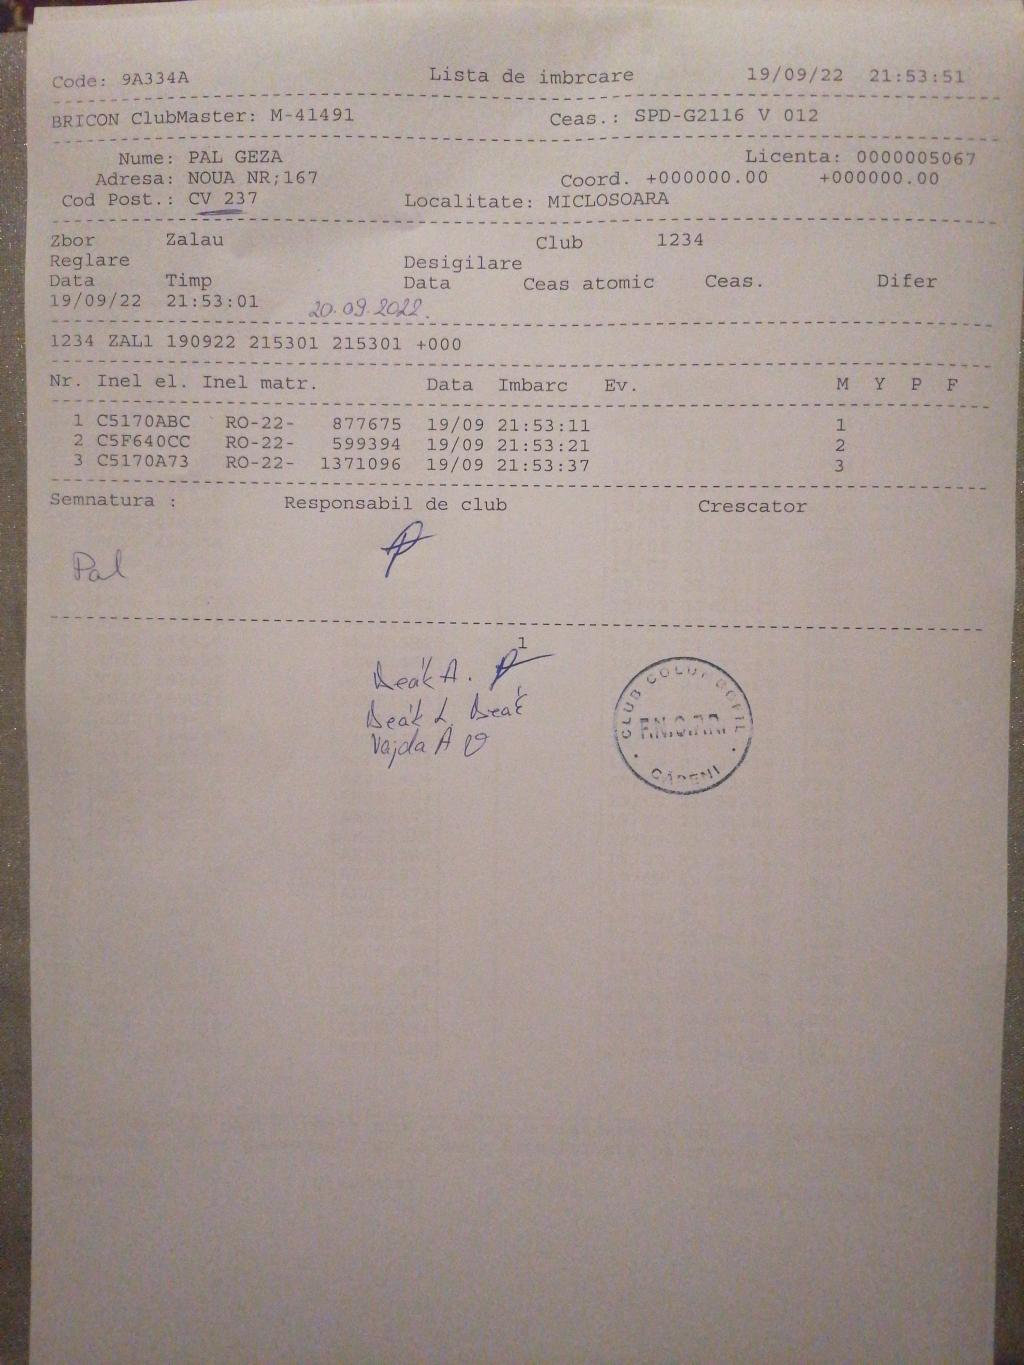 Code: 9A334A Lista de imbrcare 19/09/22 21:53:51
BRICON ClubMaster: M-41491 Ceas.: SPD-G2116 V 012
Nume: PAL GEZA Licenta: 0000005067
Adresa: NOUA NR;167 Coord. +000000.00 +000000.00
Cod Post.: CV 237 Localitate: MICLOSOARA
Zbor Zalau Club 1234
Reglare Desigilare
Data Timp Data Ceas atomic Ceas. Difer
19/09/22 21:53:01 20.09.2022.
1234 ZAL1 190922 215301 215301 +000
Nr. Inel el. Inel matr. Data Imbarc Ev. M Y P F
1 C5170ABC RO-22- 877675 19/09 21:53:11 1
2 C5F640CC RO-22- 599394 19/09 21:53:21 2
3 C5170A73 RO-22- 1371096 19/09 21:53:37 3
Semnatura : Responsabil de club Crescator
Pal
1
Deák A.
Deák L. Deák
Vajda A
CLUB COLUMBOFIL
F.N.C.P.R.
CĂPENI